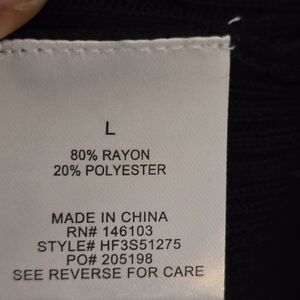 L
80% RAYON
20% POLYESTER
MADE IN CHINA
RN# 146103
STYLE# HF3S51275
PO# 205198
SEE REVERSE FOR CARE